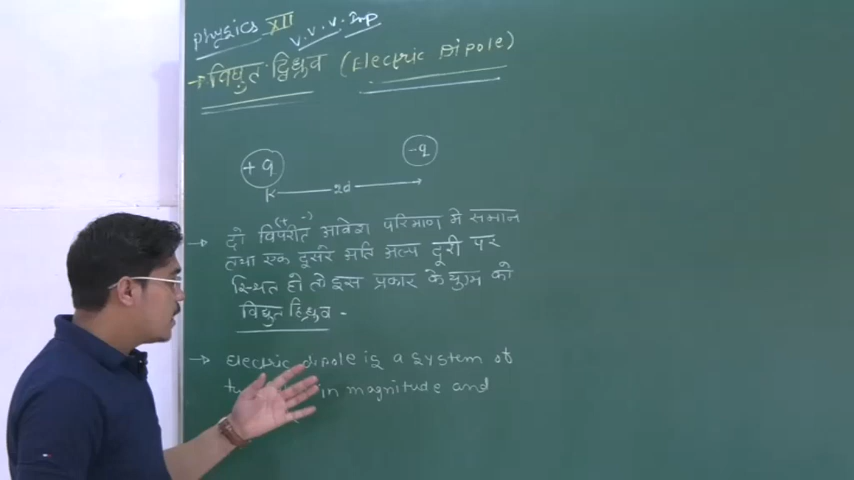 Physics XII
V.V.V. Imp
→ विद्युत द्विध्रुव (Electric Dipole)
+q
-q
2d
(+ -)
→ दो विपरीत आवेश परिमाण मे समान
तथा एक दूसरे अति अल्प दूरी पर
स्थित हो तो इस प्रकार के युग्म को
विद्युत द्विध्रुव -
→ Electric dipole is a system of
in magnitude and